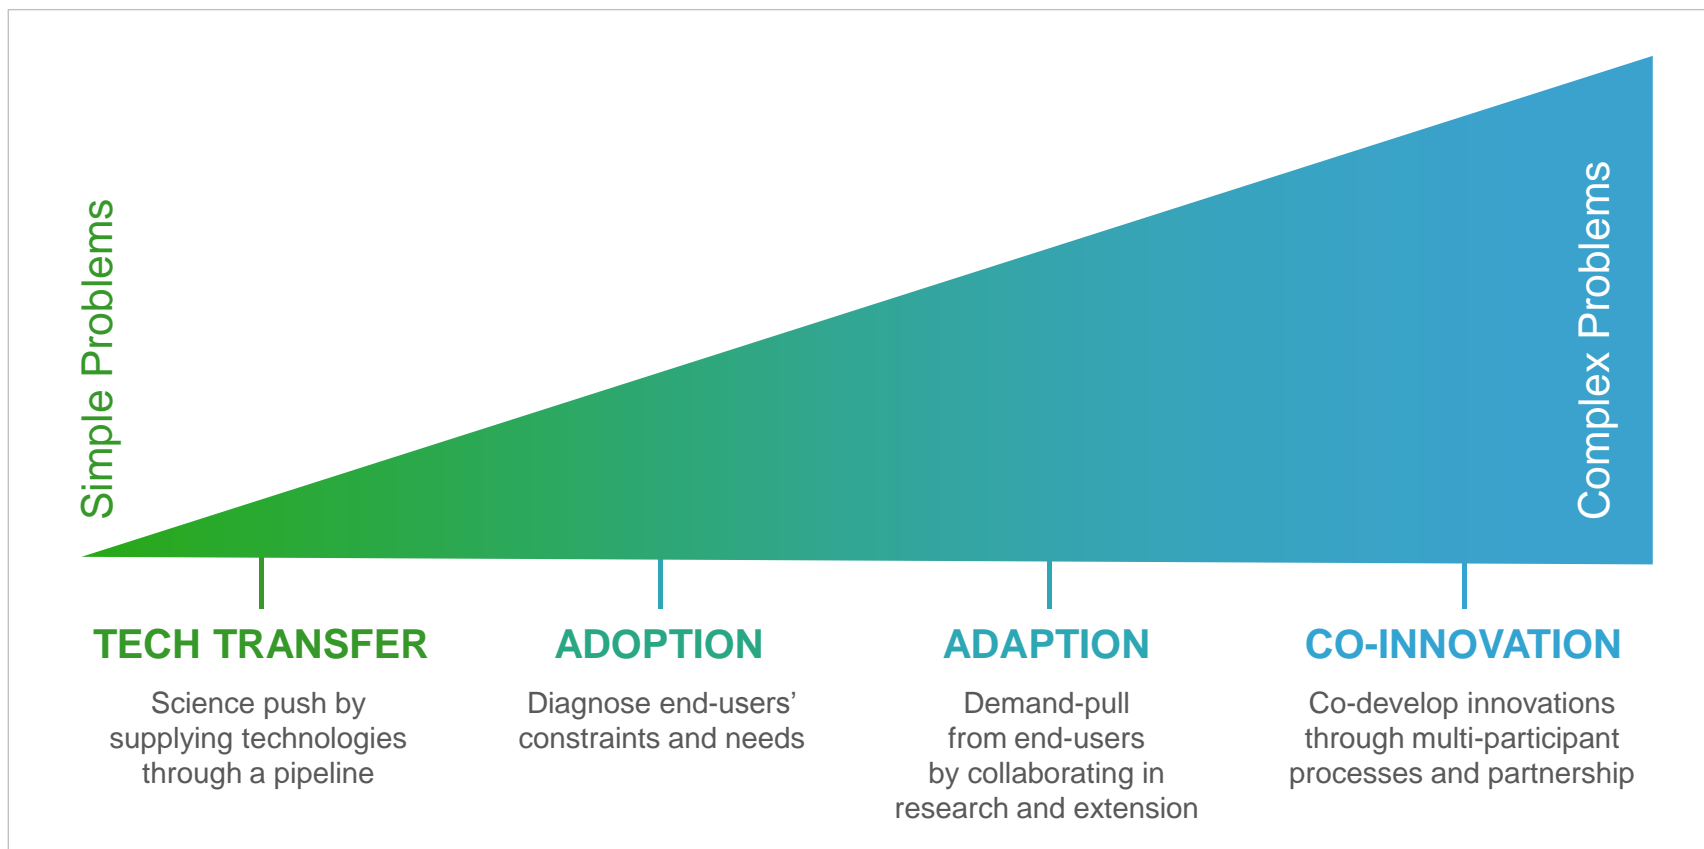 Simple Problems
Complex Problems
TECH TRANSFER
Science push by
supplying technologies
through a pipeline
ADOPTION
Diagnose end-users’
constraints and needs
ADAPTION
Demand-pull
from end-users
by collaborating in
research and extension
CO-INNOVATION
Co-develop innovations
through multi-participant
processes and partnership